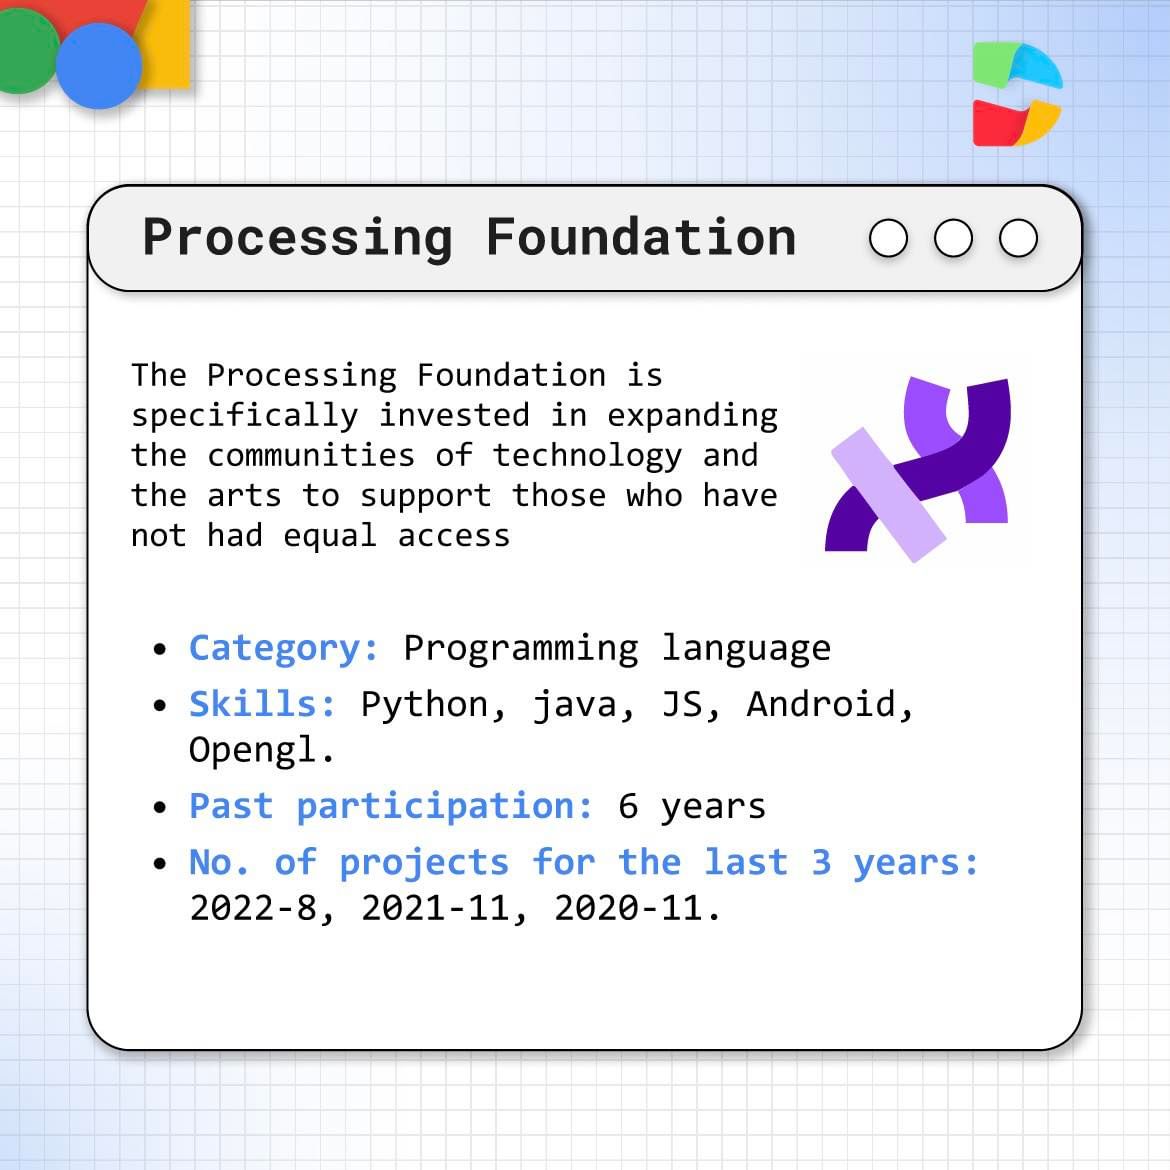 Processing Foundation
The Processing Foundation is
specifically invested in expanding
the communities of technology and
the arts to support those who have
not had equal access
• Category: Programming language
• Skills: Python, java, JS, Android,
Opengl.
• Past participation: 6 years
• No. of projects for the last 3 years:
2022-8, 2021-11, 2020-11.